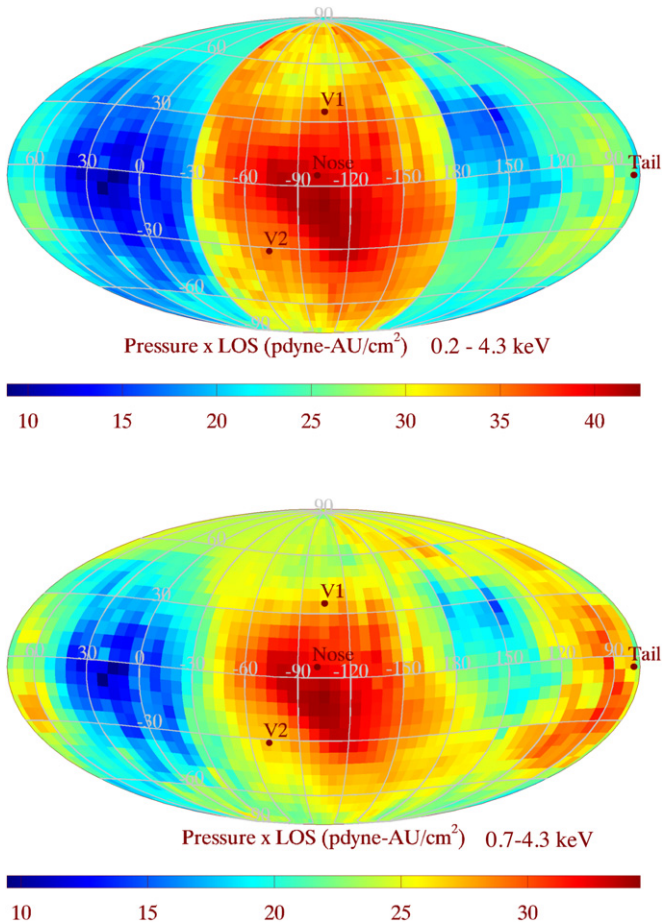 90
60
30
V1
60 30 0 -30 -60 Nose -90 -120 -150 180 150 120 90 Tail
-30
V2
-60
-90
Pressure x LOS (pdyne-AU/cm²) 0.2 - 4.3 keV
10 15 20 25 30 35 40
90
60
30
V1
30 0 -30 -60 Nose -90 -120 -150 180 150 90 Tail
-30
V2
-60
Pressure x LOS (pdyne-AU/cm²) 0.7-4.3 keV
10 15 20 25 30